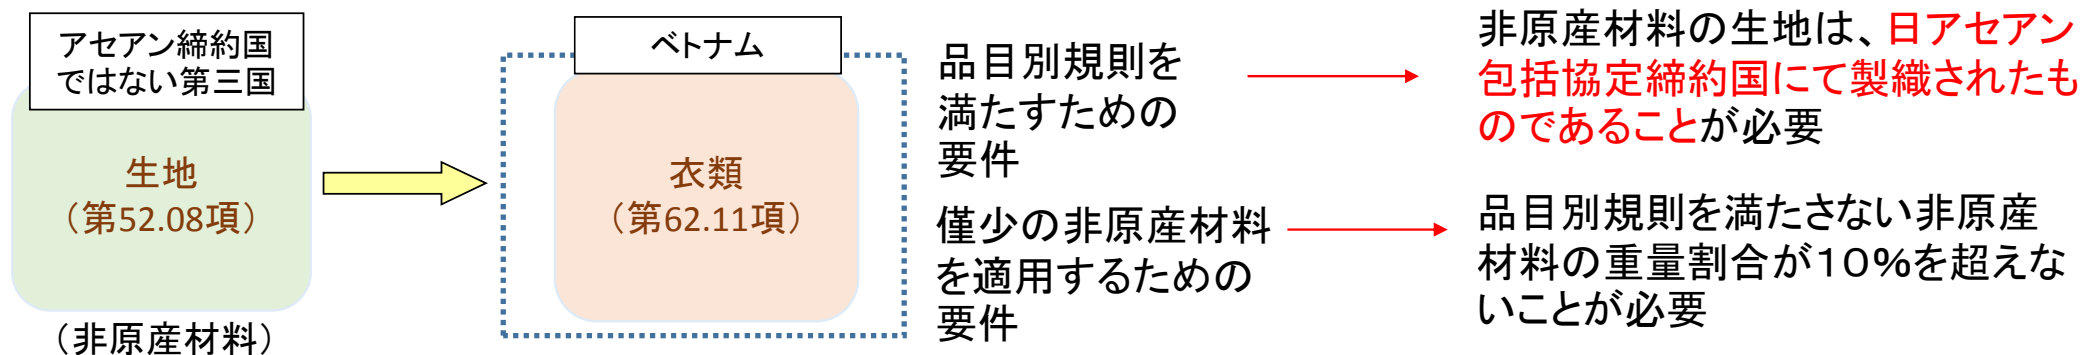 アセアン締約国
ではない第三国
生地
（第52.08項）
（非原産材料）
ベトナム
衣類
（第62.11項）
品目別規則を
満たすための
要件
非原産材料の生地は、日アセアン
包括協定締約国にて製織されたも
のであることが必要
僅少の非原産材料
を適用するための
要件
品目別規則を満たさない非原産
材料の重量割合が１０％を超えな
いことが必要